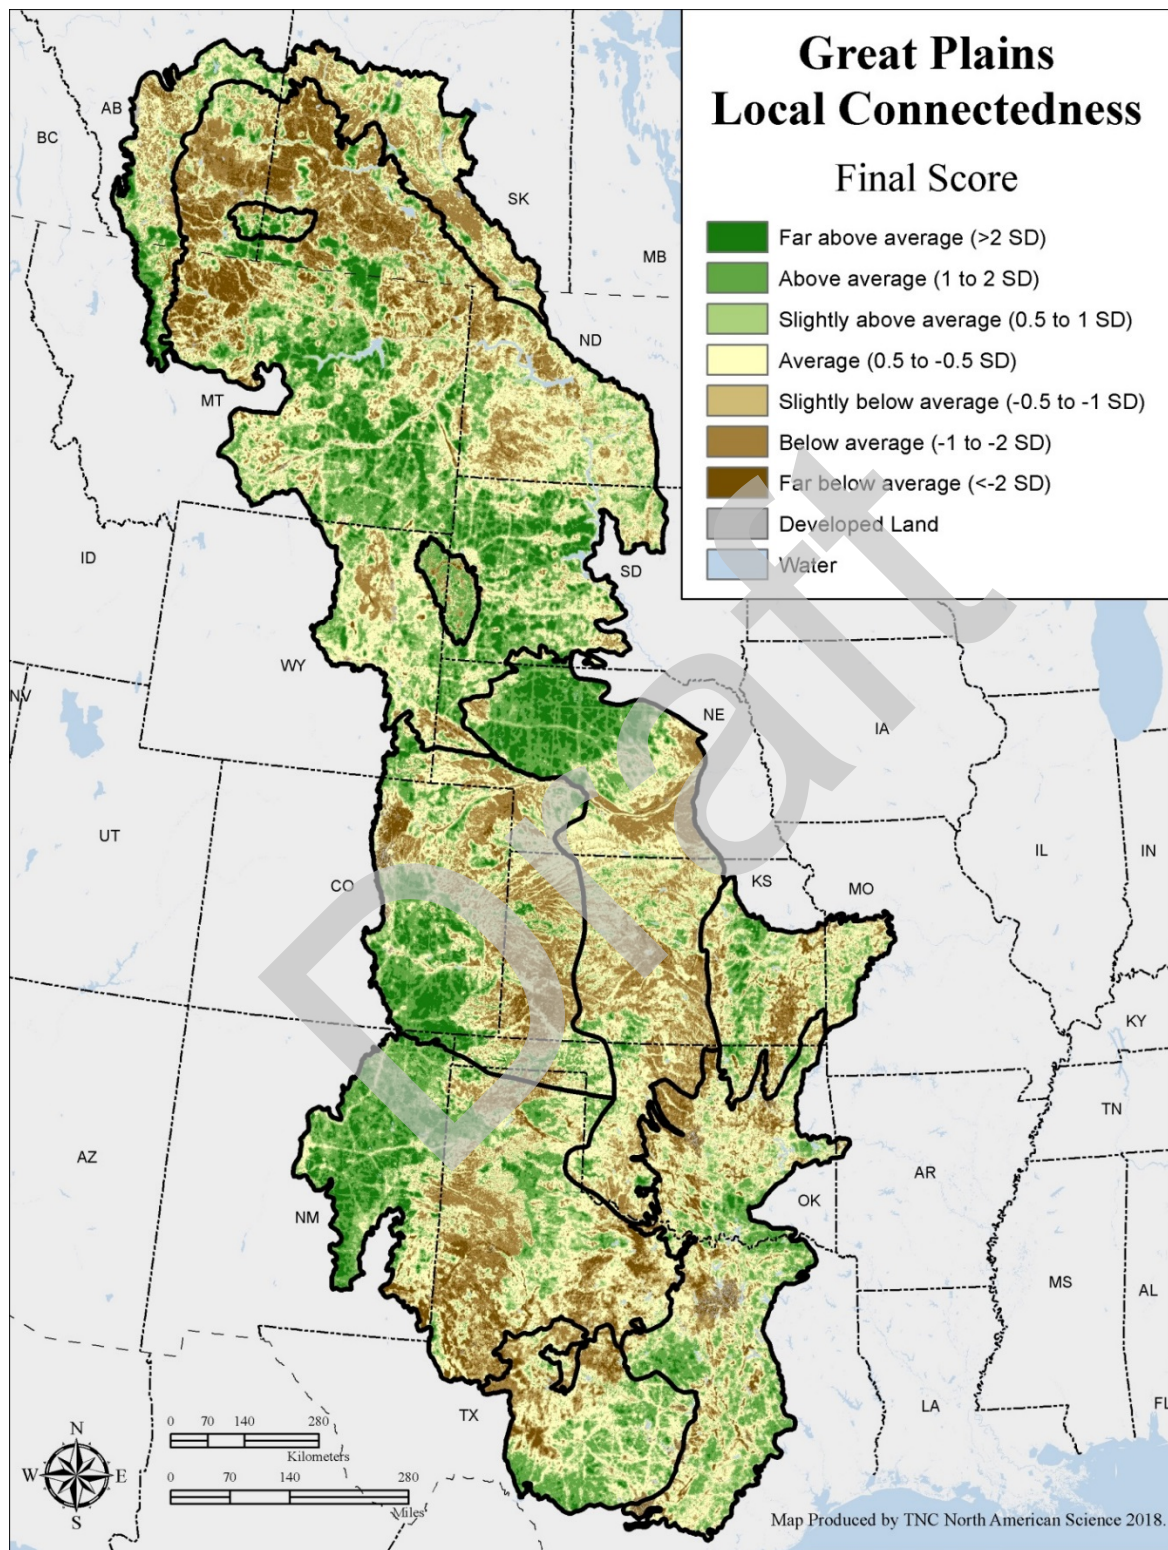 Great Plains
Local Connectedness
Final Score
Far above average (>2 SD)
Above average (1 to 2 SD)
Slightly above average (0.5 to 1 SD)
Average (0.5 to -0.5 SD)
Slightly below average (-0.5 to -1 SD)
Below average (-1 to -2 SD)
Far below average (<-2 SD)
Developed Land
Water
AB
BC
SK
MB
ND
MT
ID
SD
WY
NV
NE
IA
UT
IL
IN
CO
KS
MO
KY
TN
AZ
AR
OK
NM
MS
AL
LA
TX
FL
Draft
0 70 140 280
Kilometers
0 70 140 280
Miles
N
W E
S
Map Produced by TNC North American Science 2018.